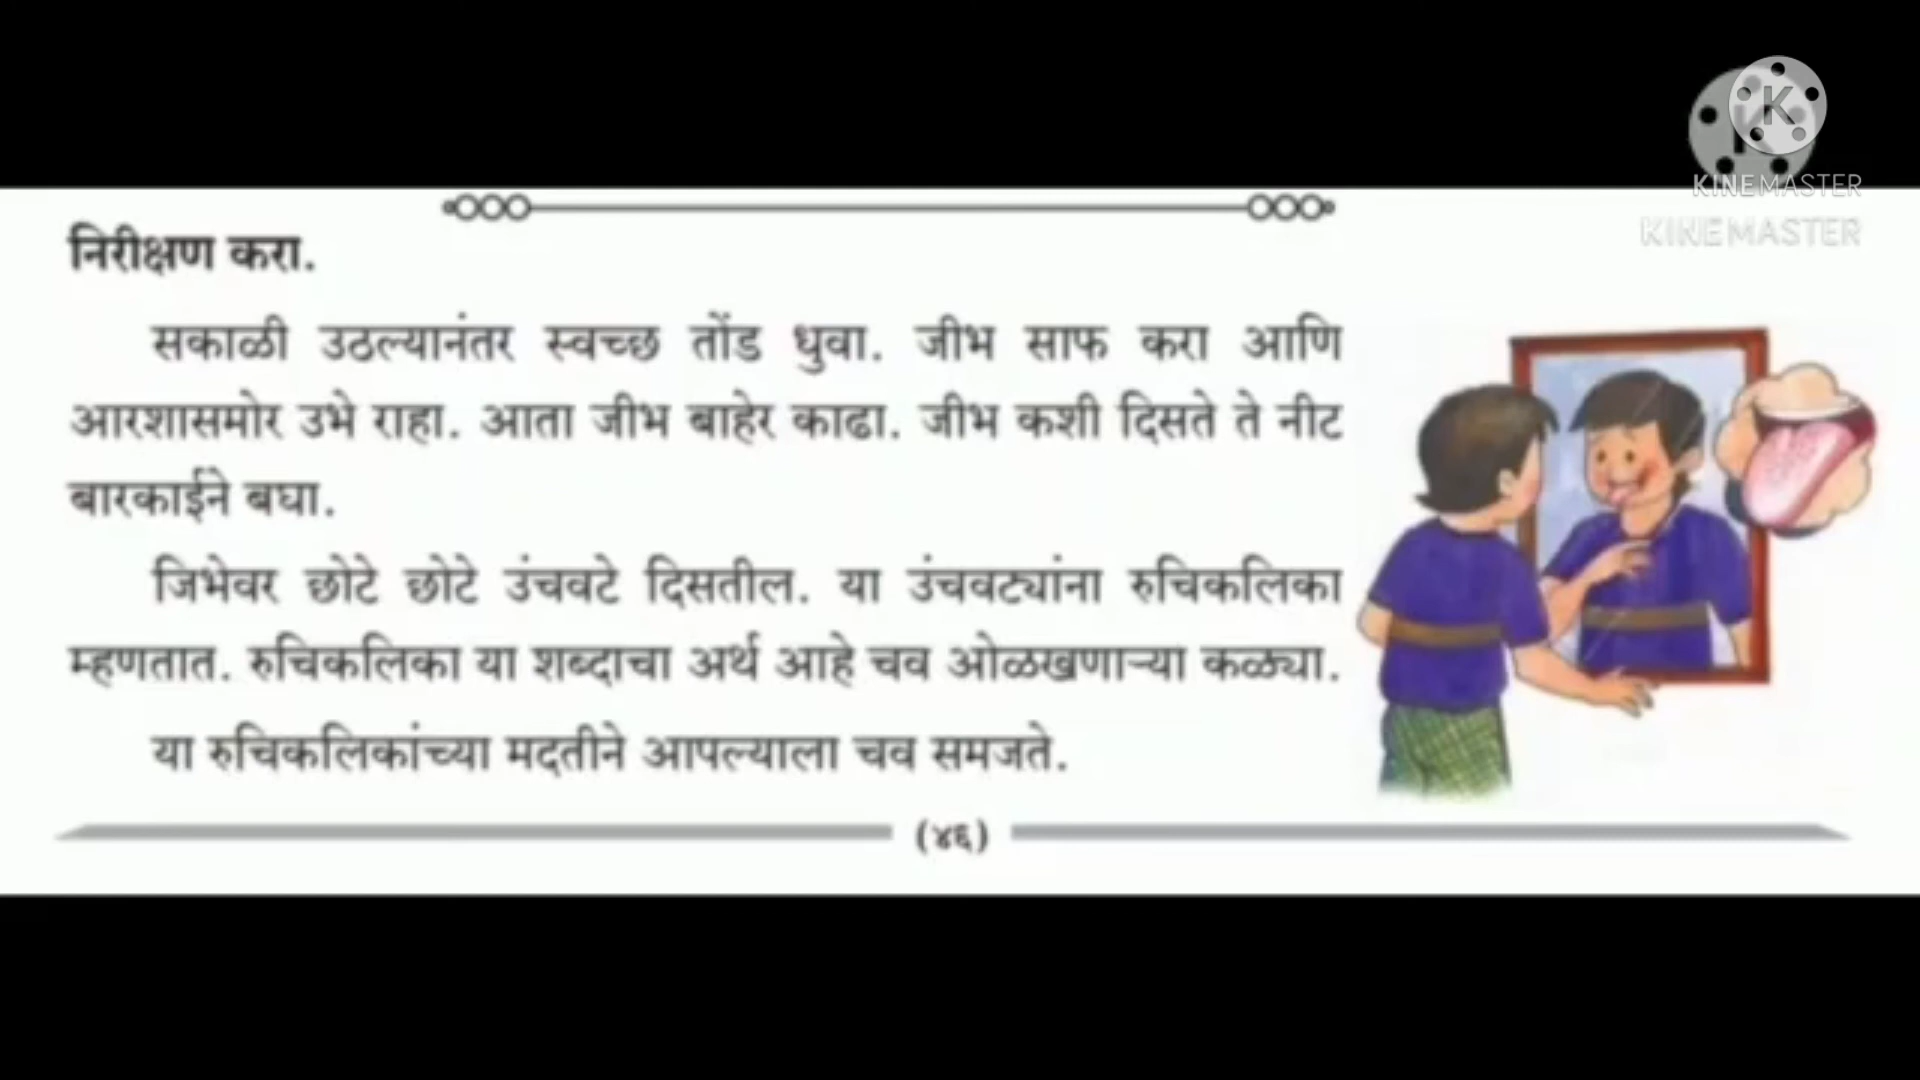 K
KINEMASTER
KINEMASTER
निरीक्षण करा.
सकाळी उठल्यानंतर स्वच्छ तोंड धुवा. जीभ साफ करा आणि
आरशासमोर उभे राहा. आता जीभ बाहेर काढा. जीभ कशी दिसते ते नीट
बारकाईने बघा.
जिभेवर छोटे छोटे उंचवटे दिसतील. या उंचवट्यांना रुचिकलिका
म्हणतात. रुचिकलिका या शब्दाचा अर्थ आहे चव ओळखणाऱ्या कळ्या.
या रुचिकलिकांच्या मदतीने आपल्याला चव समजते.
(४६)